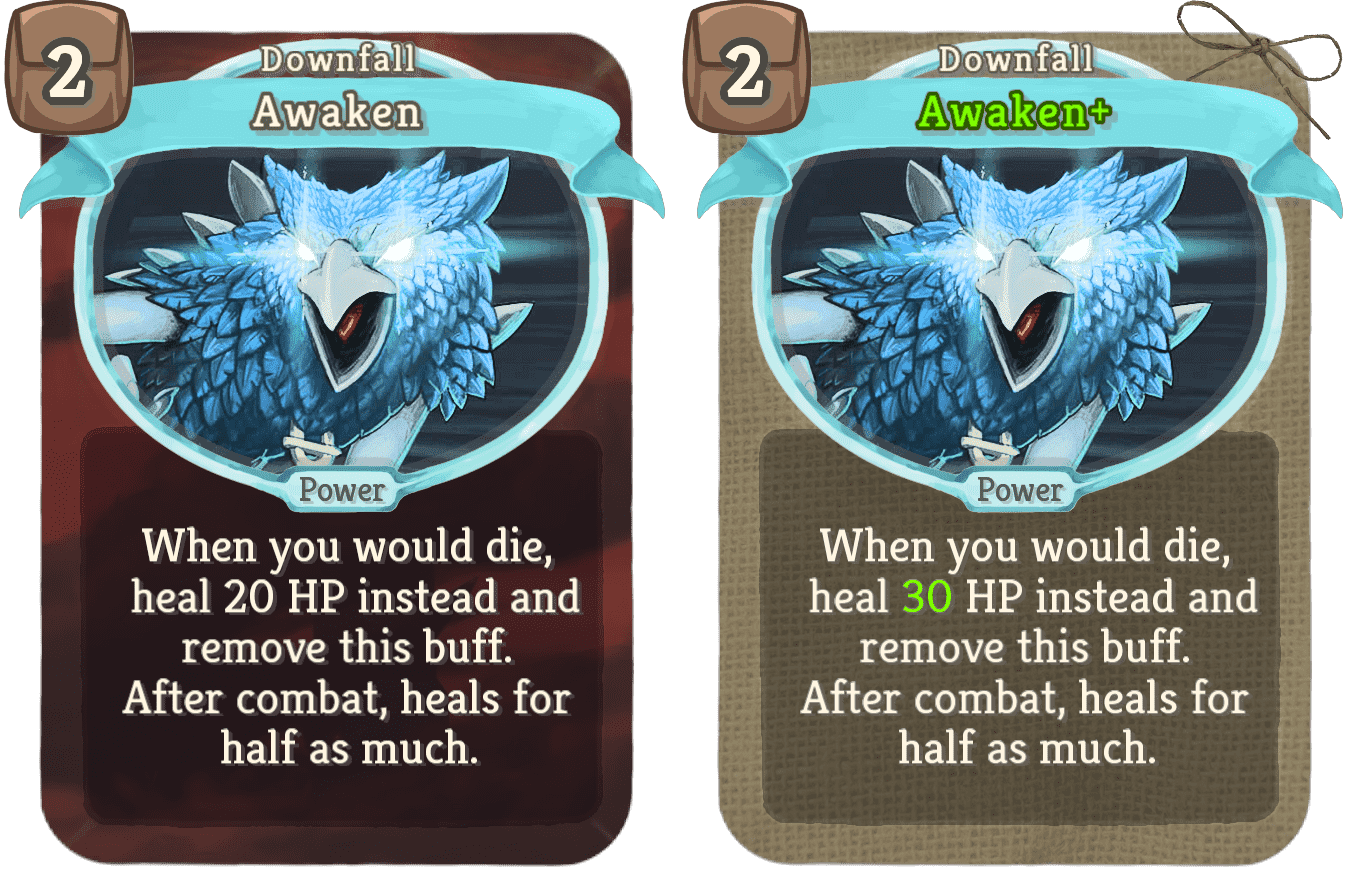 2
Downfall
Awaken
Power
When you would die,
heal 20 HP instead and
remove this buff.
After combat, heals for
half as much.
2
Downfall
Awaken+
Power
When you would die,
heal 30 HP instead and
remove this buff.
After combat, heals for
half as much.